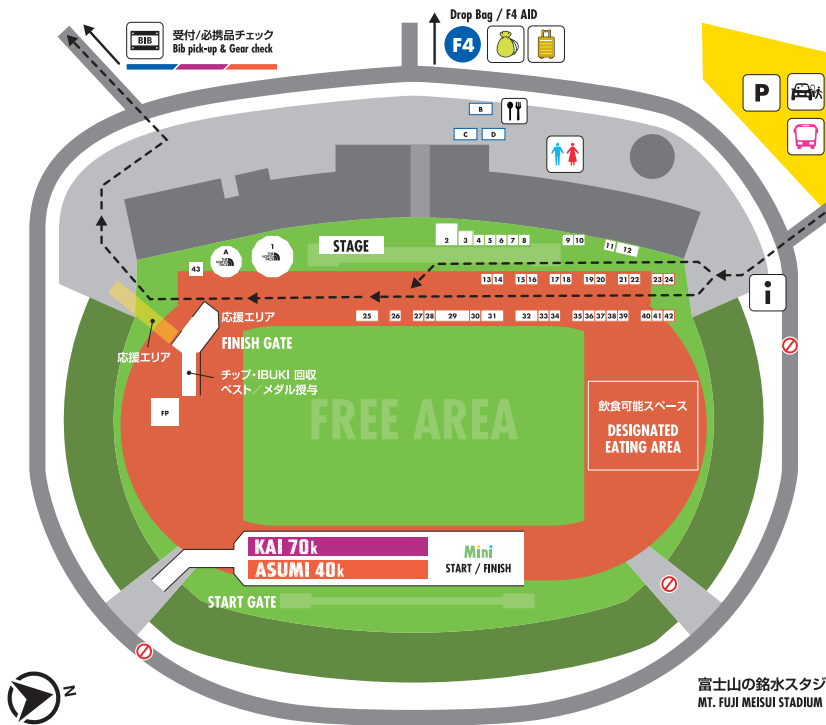 BIB
受付/必携品チェック
Bib pick-up & Gear check
Drop Bag / F4 AID
F4
P
B
C
D
A
THE NORTH FACE
1
THE NORTH FACE
43
STAGE
2
3
4
5
6
7
8
9
10
11
12
13
14
15
16
17
18
19
20
21
22
23
24
i
25
26
27
28
29
30
31
32
33
34
35
36
37
38
39
40
41
42
応援エリア
FINISH GATE
応援エリア
チップ・IBUKI 回収
ベスト／メダル授与
FP
FREE AREA
飲食可能スペース
DESIGNATED
EATING AREA
KAI 70k
ASUMI 40k
Mini
START / FINISH
START GATE
N
富士山の銘水スタジ
MT. FUJI MEISUI STADIUM